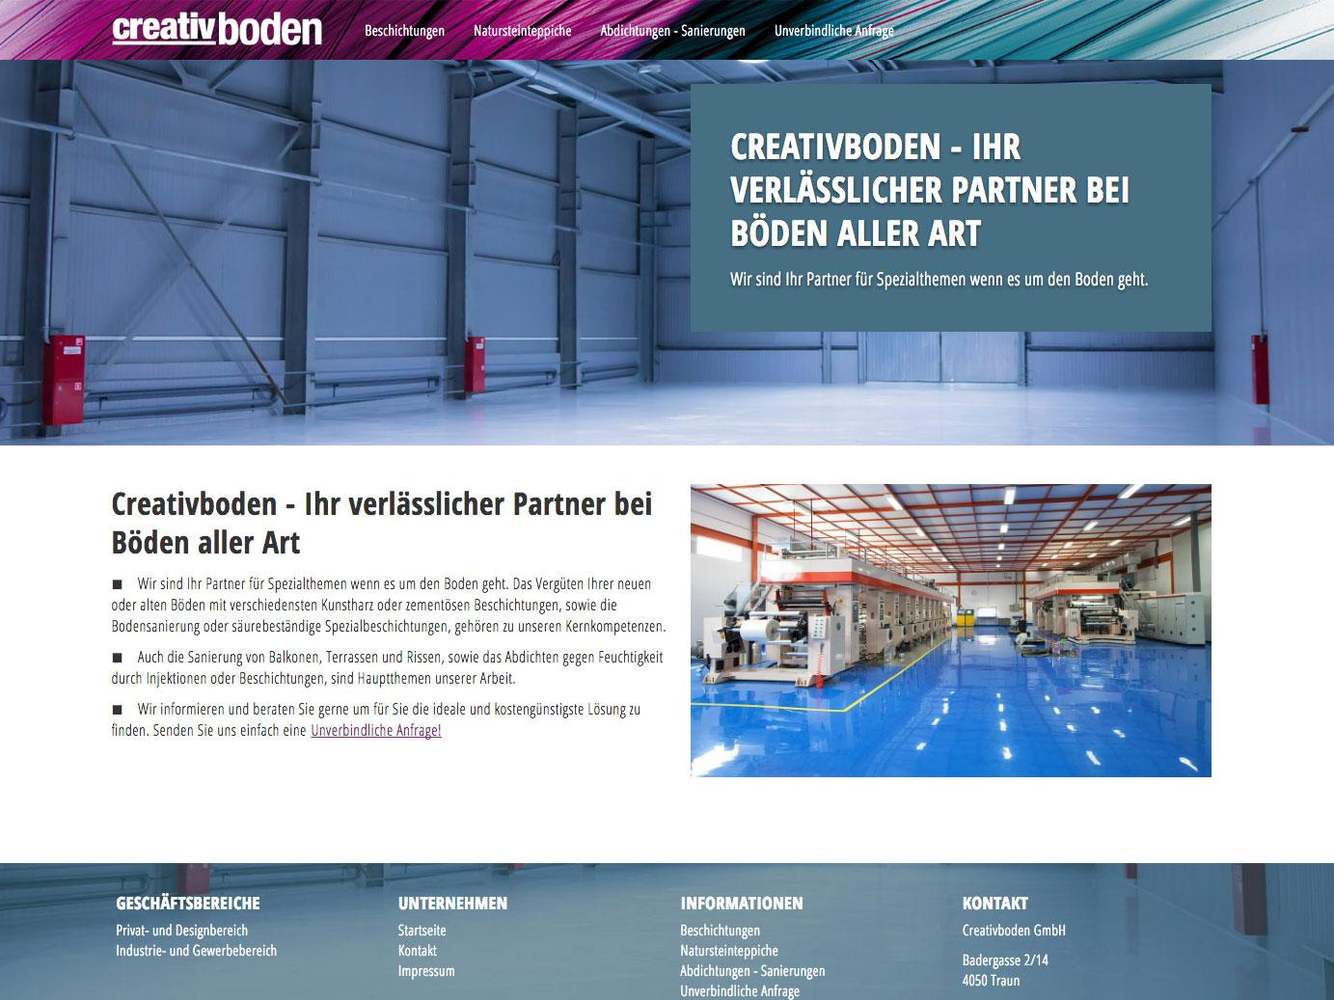 creativboden
Beschichtungen Natursteinteppiche Abdichtungen - Sanierungen Unverbindliche Anfrage
CREATIVBODEN - IHR
VERLÄSSLICHER PARTNER BEI
BÖDEN ALLER ART
Wir sind Ihr Partner für Spezialthemen wenn es um den Boden geht.
Creativboden - Ihr verlässlicher Partner bei
Böden aller Art
■ Wir sind Ihr Partner für Spezialthemen wenn es um den Boden geht. Das Vergüten Ihrer neuen
oder alten Böden mit verschiedensten Kunstharz oder zementösen Beschichtungen, sowie die
Bodensanierung oder säurebeständige Spezialbeschichtungen, gehören zu unseren Kernkompetenzen.
■ Auch die Sanierung von Balkonen, Terrassen und Rissen, sowie das Abdichten gegen Feuchtigkeit
durch Injektionen oder Beschichtungen, sind Hauptthemen unserer Arbeit.
■ Wir informieren und beraten Sie gerne um für Sie die ideale und kostengünstigste Lösung zu
finden. Senden Sie uns einfach eine Unverbindliche Anfrage!
GESCHÄFTSBEREICHE
Privat- und Designbereich
Industrie- und Gewerbebereich
UNTERNEHMEN
Startseite
Kontakt
Impressum
INFORMATIONEN
Beschichtungen
Natursteinteppiche
Abdichtungen - Sanierungen
Unverbindliche Anfrage
KONTAKT
Creativboden GmbH
Badergasse 2/14
4050 Traun